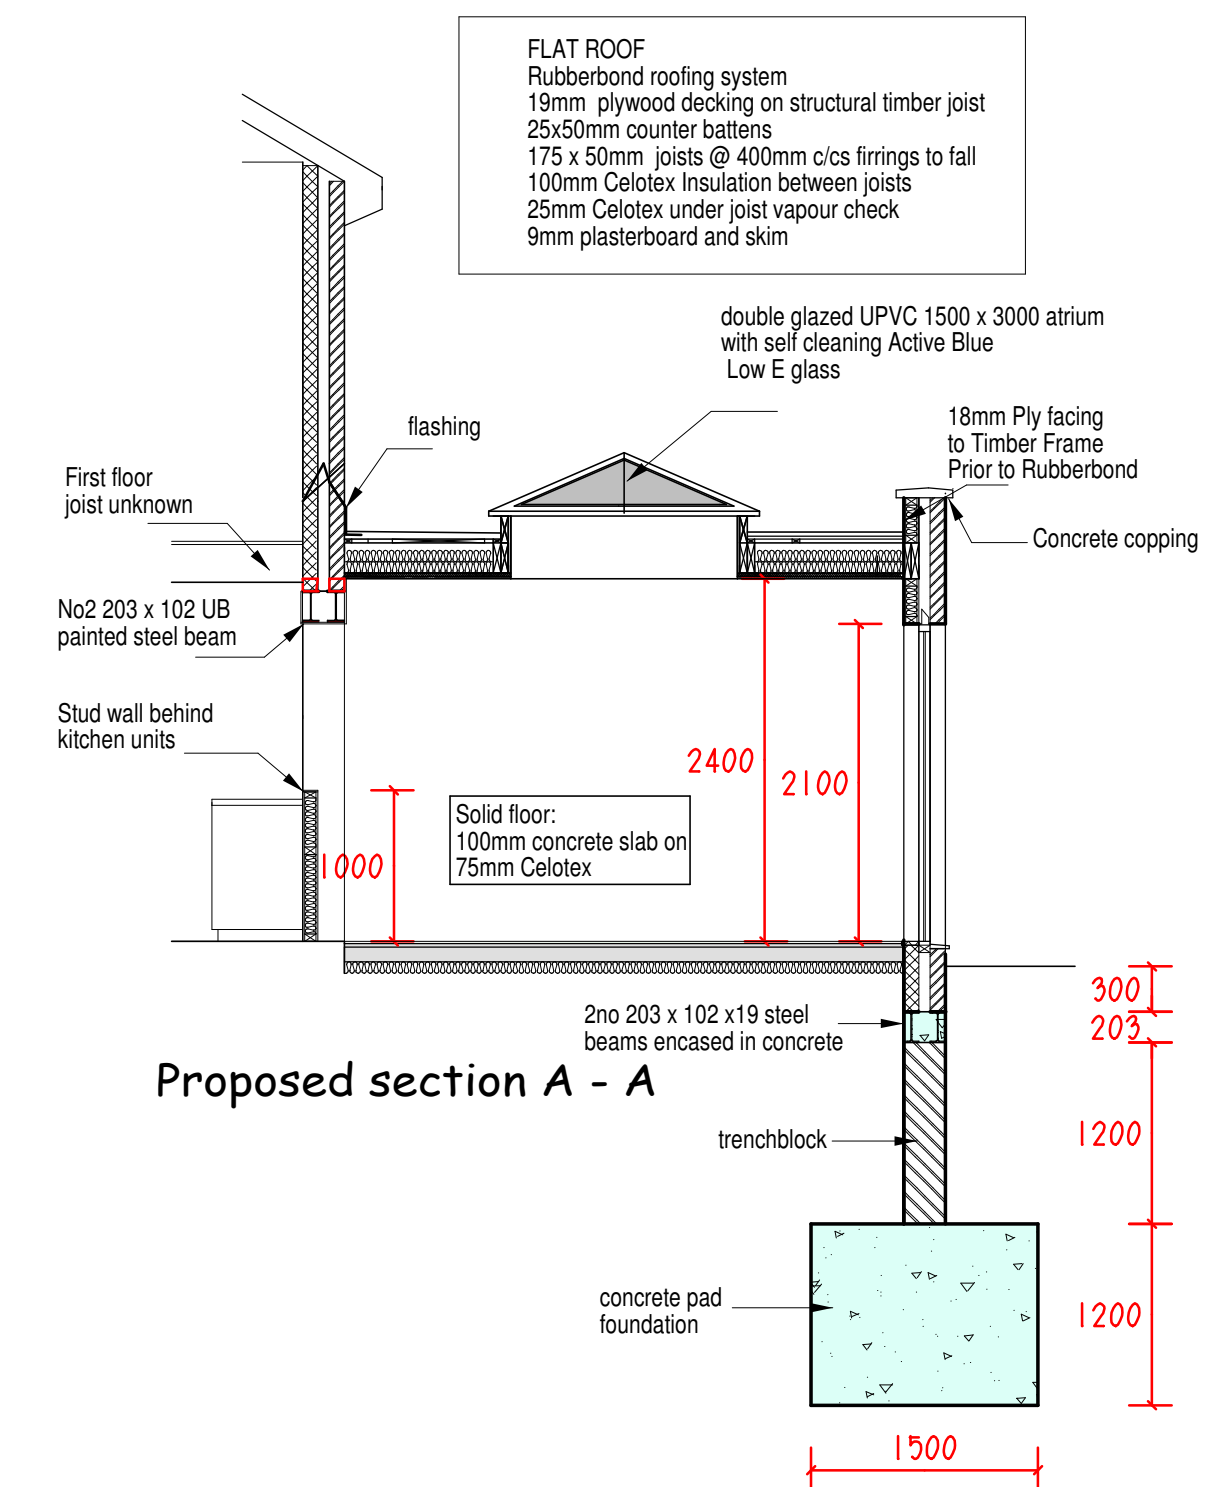 FLAT ROOF
Rubberbond roofing system
19mm plywood decking on structural timber joist
25x50mm counter battens
175 x 50mm joists @ 400mm c/cs firrings to fall
100mm Celotex Insulation between joists
25mm Celotex under joist vapour check
9mm plasterboard and skim
double glazed UPVC 1500 x 3000 atrium
with self cleaning Active Blue
Low E glass
flashing
18mm Ply facing
to Timber Frame
Prior to Rubberbond
First floor
joist unknown
Concrete copping
No2 203 x 102 UB
painted steel beam
Stud wall behind
kitchen units
2400
2100
1000
Solid floor:
100mm concrete slab on
75mm Celotex
300
203
2no 203 x 102 x19 steel
beams encased in concrete
Proposed section A - A
trenchblock
1200
concrete pad
foundation
1200
1500